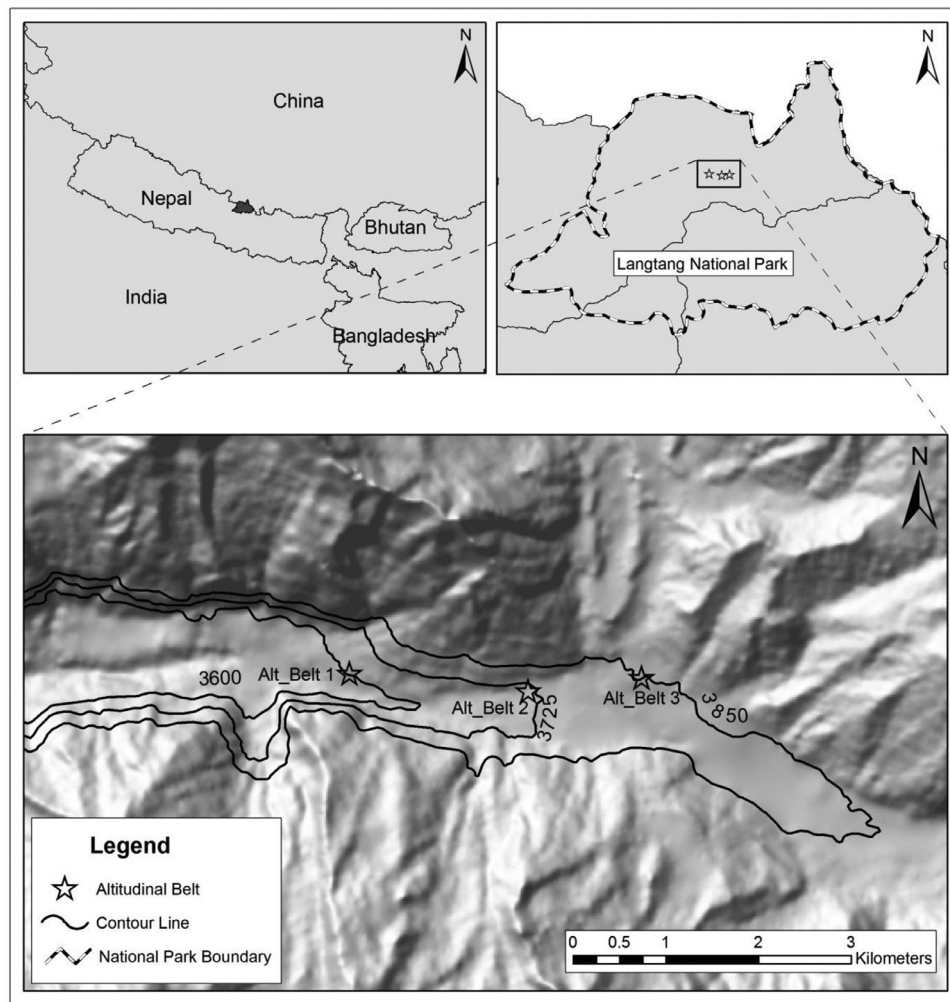 N
China
Nepal
Bhutan
India
Bangladesh
N
Langtang National Park
N
3600
Alt_Belt 1
Alt_Belt 2
3725
Alt_Belt 3
3850
Legend
Altitudinal Belt
Contour Line
National Park Boundary
0 0.5 1 2 3
Kilometers